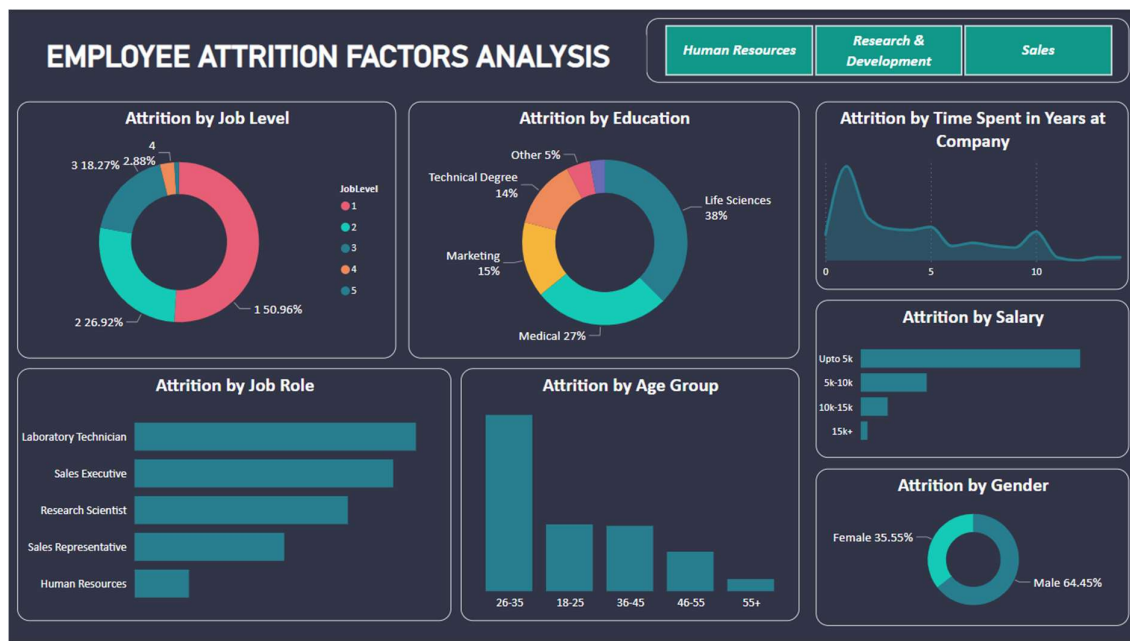 EMPLOYEE ATTRITION FACTORS ANALYSIS
Human Resources
Research &
Development
Sales
Attrition by Job Level
4
2.88%
3 18.27%
2 26.92%
1 50.96%
JobLevel
1
2
3
4
5
Attrition by Education
Other 5%
Technical Degree
14%
Marketing
15%
Medical 27%
Life Sciences
38%
Attrition by Time Spent in Years at
Company
0
5
10
Attrition by Salary
Upto 5k
5k-10k
10k-15k
15k+
Attrition by Job Role
Laboratory Technician
Sales Executive
Research Scientist
Sales Representative
Human Resources
Attrition by Age Group
26-35
18-25
36-45
46-55
55+
Attrition by Gender
Female 35.55%
Male 64.45%